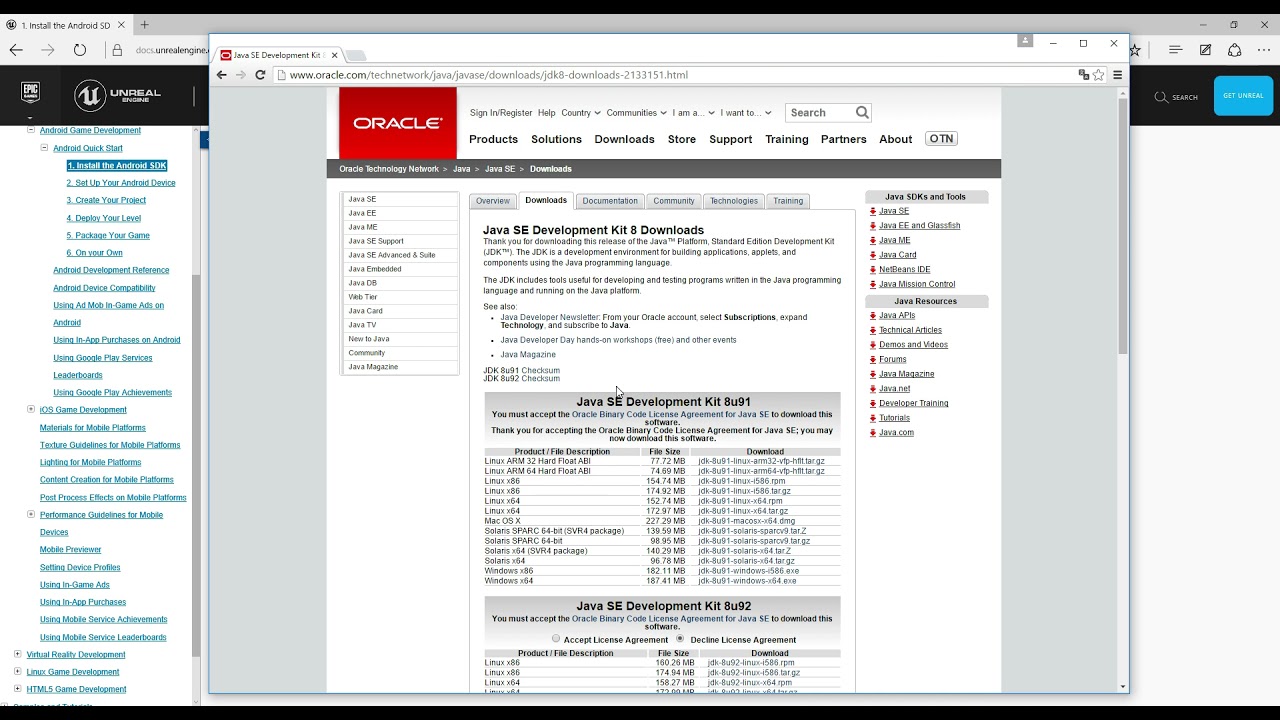 1. Install the Android SD
docs.unrealengine.
EPIC
GAMES
UNREAL
ENGINE
SEARCH
GET UNREAL
Android Game Development
Android Quick Start
1. Install the Android SDK
2. Set Up Your Android Device
3. Create Your Project
4. Deploy Your Level
5. Package Your Game
6. On your Own
Android Development Reference
Android Device Compatibility
Using Ad Mob In-Game Ads on
Android
Using In-App Purchases on Android
Using Google Play Services
Leaderboards
Using Google Play Achievements
iOS Game Development
Materials for Mobile Platforms
Texture Guidelines for Mobile Platforms
Lighting for Mobile Platforms
Content Creation for Mobile Platforms
Post Process Effects on Mobile Platforms
Performance Guidelines for Mobile
Devices
Mobile Previewer
Setting Device Profiles
Using In-Game Ads
Using In-App Purchases
Using Mobile Service Achievements
Using Mobile Service Leaderboards
Virtual Reality Development
Linux Game Development
HTML5 Game Development
Java SE Development Kit
www.oracle.com/technetwork/java/javase/downloads/jdk8-downloads-2133151.html
ORACLE
Sign In/Register Help Country Communities I am a... I want to... Search
Products Solutions Downloads Store Support Training Partners About OTN
Oracle Technology Network > Java > Java SE > Downloads
Java SE
Java EE
Java ME
Java SE Support
Java SE Advanced & Suite
Java Embedded
Java DB
Web Tier
Java Card
Java TV
New to Java
Community
Java Magazine
Overview Downloads Documentation Community Technologies Training
Java SE Development Kit 8 Downloads
Thank you for downloading this release of the Java™ Platform, Standard Edition Development Kit
(JDK™). The JDK is a development environment for building applications, applets, and
components using the Java programming language.
The JDK includes tools useful for developing and testing programs written in the Java programming
language and running on the Java platform.
See also:
• Java Developer Newsletter: From your Oracle account, select Subscriptions, expand
Technology, and subscribe to Java.
• Java Developer Day hands-on workshops (free) and other events
• Java Magazine
JDK 8u91 Checksum
JDK 8u92 Checksum
Java SE Development Kit 8u91
You must accept the Oracle Binary Code License Agreement for Java SE to download this
software.
Thank you for accepting the Oracle Binary Code License Agreement for Java SE; you may
now download this software.
Product / File Description File Size Download
Linux ARM 32 Hard Float ABI 77.72 MB jdk-8u91-linux-arm32-vfp-hflt.tar.gz
Linux ARM 64 Hard Float ABI 74.69 MB jdk-8u91-linux-arm64-vfp-hflt.tar.gz
Linux x86 154.74 MB jdk-8u91-linux-i586.rpm
Linux x86 174.92 MB jdk-8u91-linux-i586.tar.gz
Linux x64 152.74 MB jdk-8u91-linux-x64.rpm
Linux x64 172.97 MB jdk-8u91-linux-x64.tar.gz
Mac OS X 227.29 MB jdk-8u91-macosx-x64.dmg
Solaris SPARC 64-bit (SVR4 package) 139.59 MB jdk-8u91-solaris-sparcv9.tar.Z
Solaris SPARC 64-bit 98.95 MB jdk-8u91-solaris-sparcv9.tar.gz
Solaris x64 (SVR4 package) 140.29 MB jdk-8u91-solaris-x64.tar.Z
Solaris x64 96.78 MB jdk-8u91-solaris-x64.tar.gz
Windows x86 182.11 MB jdk-8u91-windows-i586.exe
Windows x64 187.41 MB jdk-8u91-windows-x64.exe
Java SE Development Kit 8u92
You must accept the Oracle Binary Code License Agreement for Java SE to download this
software.
Accept License Agreement Decline License Agreement
Product / File Description File Size Download
Linux x86 160.26 MB jdk-8u92-linux-i586.rpm
Linux x86 174.94 MB jdk-8u92-linux-i586.tar.gz
Linux x64 158.27 MB jdk-8u92-linux-x64.rpm
Linux x64 172.99 MB jdk-8u92-linux-x64.tar.gz
Java SDKs and Tools
Java SE
Java EE and Glassfish
Java ME
Java Card
NetBeans IDE
Java Mission Control
Java Resources
Java APIs
Technical Articles
Demos and Videos
Forums
Java Magazine
Java.net
Developer Training
Tutorials
Java.com